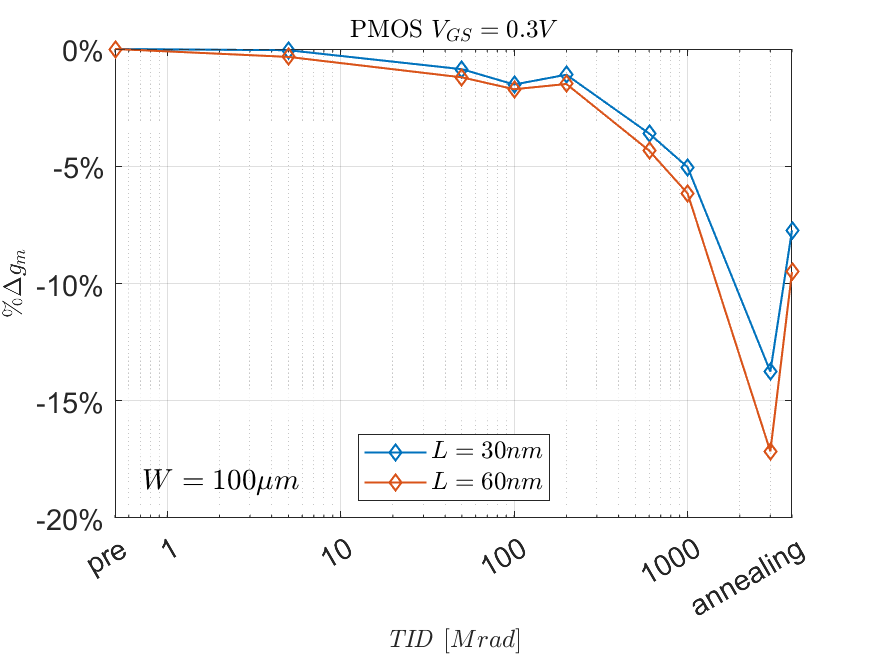 PMOS V_{GS} = 0.3V
0%
-5%
-10%
-15%
-20%
%Δg_m
W = 100μm
L = 30nm
L = 60nm
pre 1 10 100 1000 annealing
TID [Mrad]